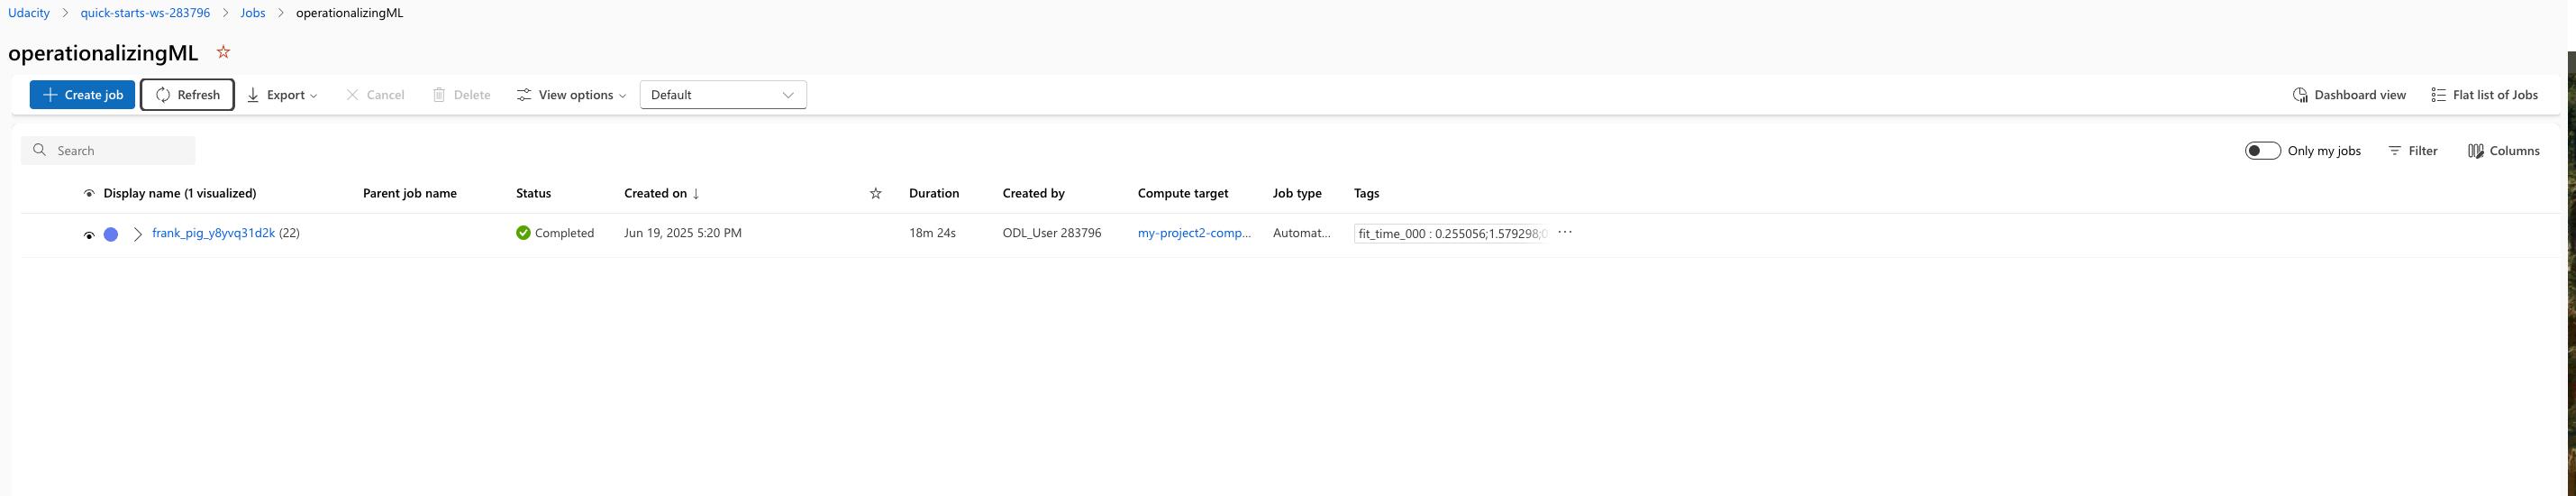 Udacity > quick-starts-ws-283796 > Jobs > operationalizingML
operationalizingML
Create job Refresh Export Cancel Delete View options Default Dashboard view Flat list of Jobs
Search Only my jobs Filter Columns
Display name (1 visualized) Parent job name Status Created on ↓ Duration Created by Compute target Job type Tags
frank_pig_y8yvq31d2k (22) Completed Jun 19, 2025 5:20 PM 18m 24s ODL_User 283796 my-project2-comp... Automat... fit_time_000 : 0.255056;1.579298;0 ...